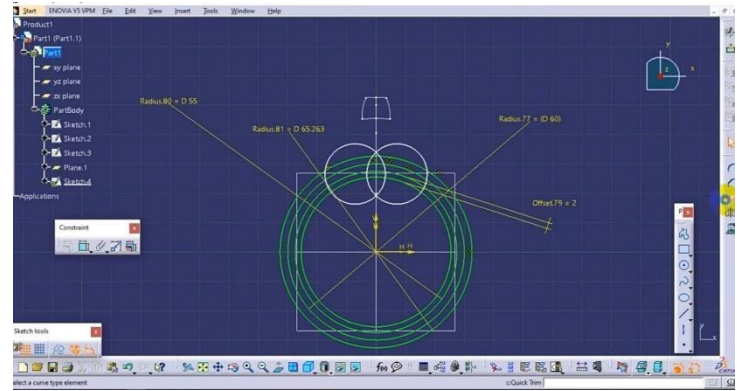 Start ENOVIA V5 VPM File Edit View Insert Tools Window Help
Product1
Part1 (Part1.1)
Part1
xy plane
yz plane
zx plane
PartBody
Sketch.1
Sketch.2
Sketch.3
Plane.1
Sketch.4
Applications
Radius.80 = D 55
Radius.81 = D 65.263
Radius.77 = (D 60)
Offset.79 = 2
H H
y
x
z
Constraint
Sketch tools
select a curve type element
c:Quick Trim